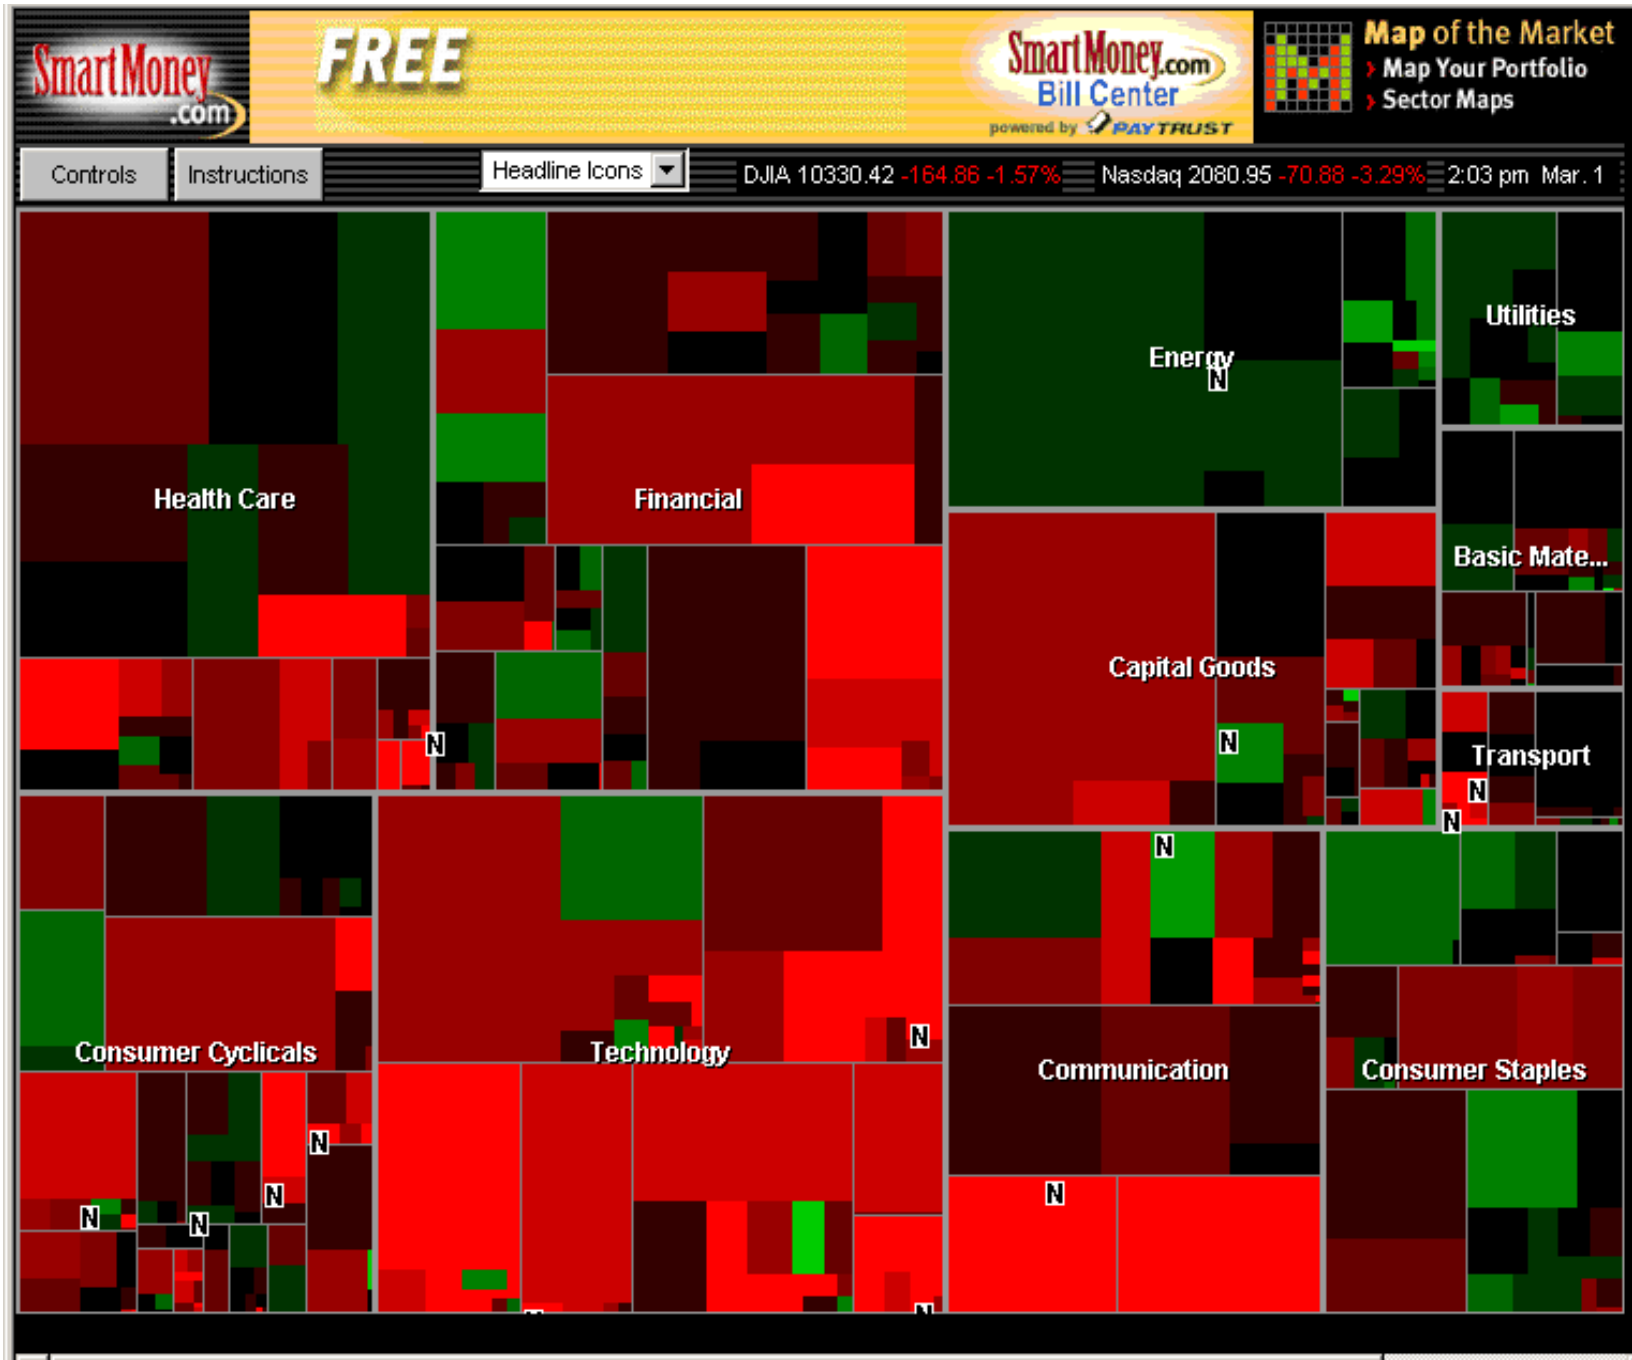 SmartMoney
.com
FREE
SmartMoney.com
Bill Center
powered by PAYTRUST
Map of the Market
Map Your Portfolio
Sector Maps
Controls
Instructions
Headline Icons
DJIA 10330.42 -164.86 -1.57%
Nasdaq 2080.95 -70.88 -3.29%
2:03 pm Mar. 1
Utilities
Energy
N
Health Care
Financial
Basic Mate...
Capital Goods
N
N
Transport
N
N
N
Consumer Cyclicals
Technology
N
Communication
Consumer Staples
N
N
N
N
N
N